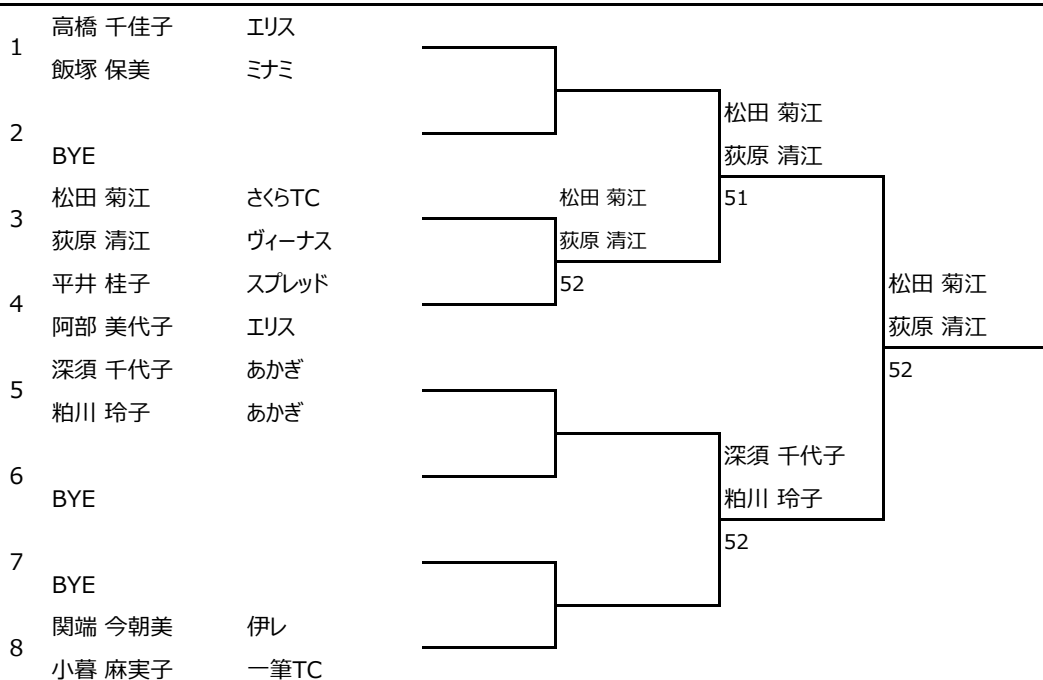 高橋 千佳子 エリス
1
飯塚 保美 ミナミ
松田 菊江
2
BYE
荻原 清江
松田 菊江 さくらTC 松田 菊江 51
3
荻原 清江 ヴィーナス 荻原 清江
平井 桂子 スプレッド 52 松田 菊江
4
阿部 美代子 エリス 荻原 清江
深須 千代子 あかぎ 52
5
粕川 玲子 あかぎ
深須 千代子
6
BYE 粕川 玲子
52
7
BYE
関端 今朝美 伊レ
8
小暮 麻実子 一筆TC